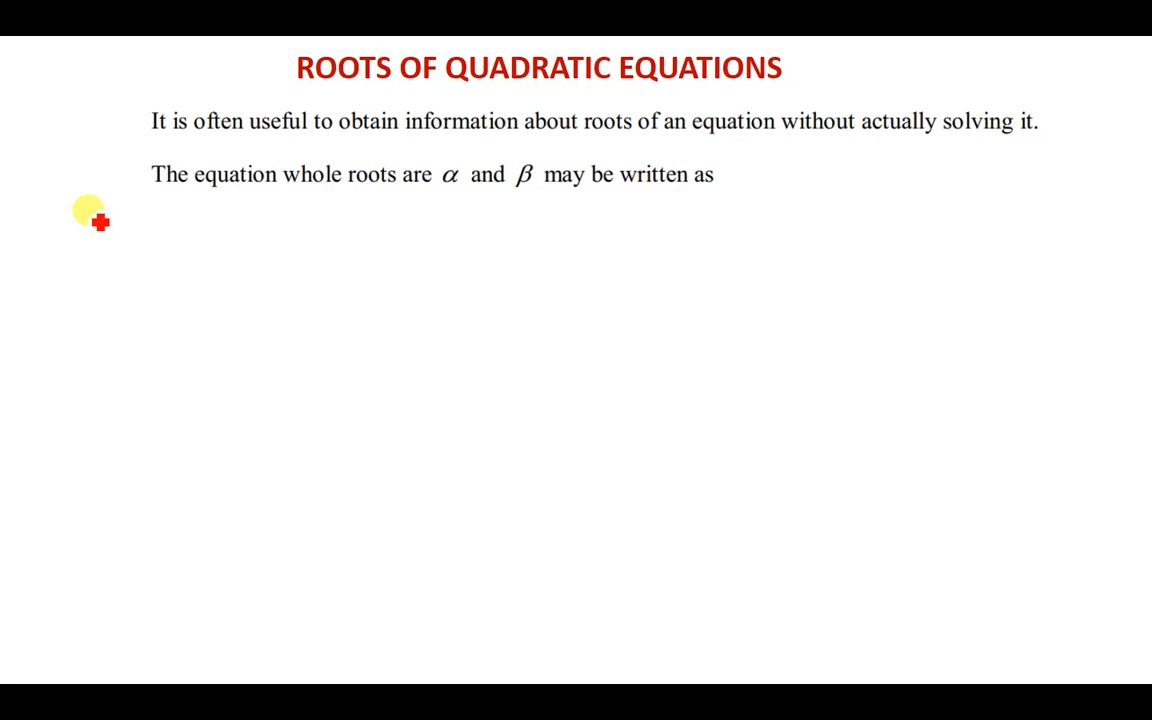 ROOTS OF QUADRATIC EQUATIONS
It is often useful to obtain information about roots of an equation without actually solving it.
The equation whole roots are α and β may be written as